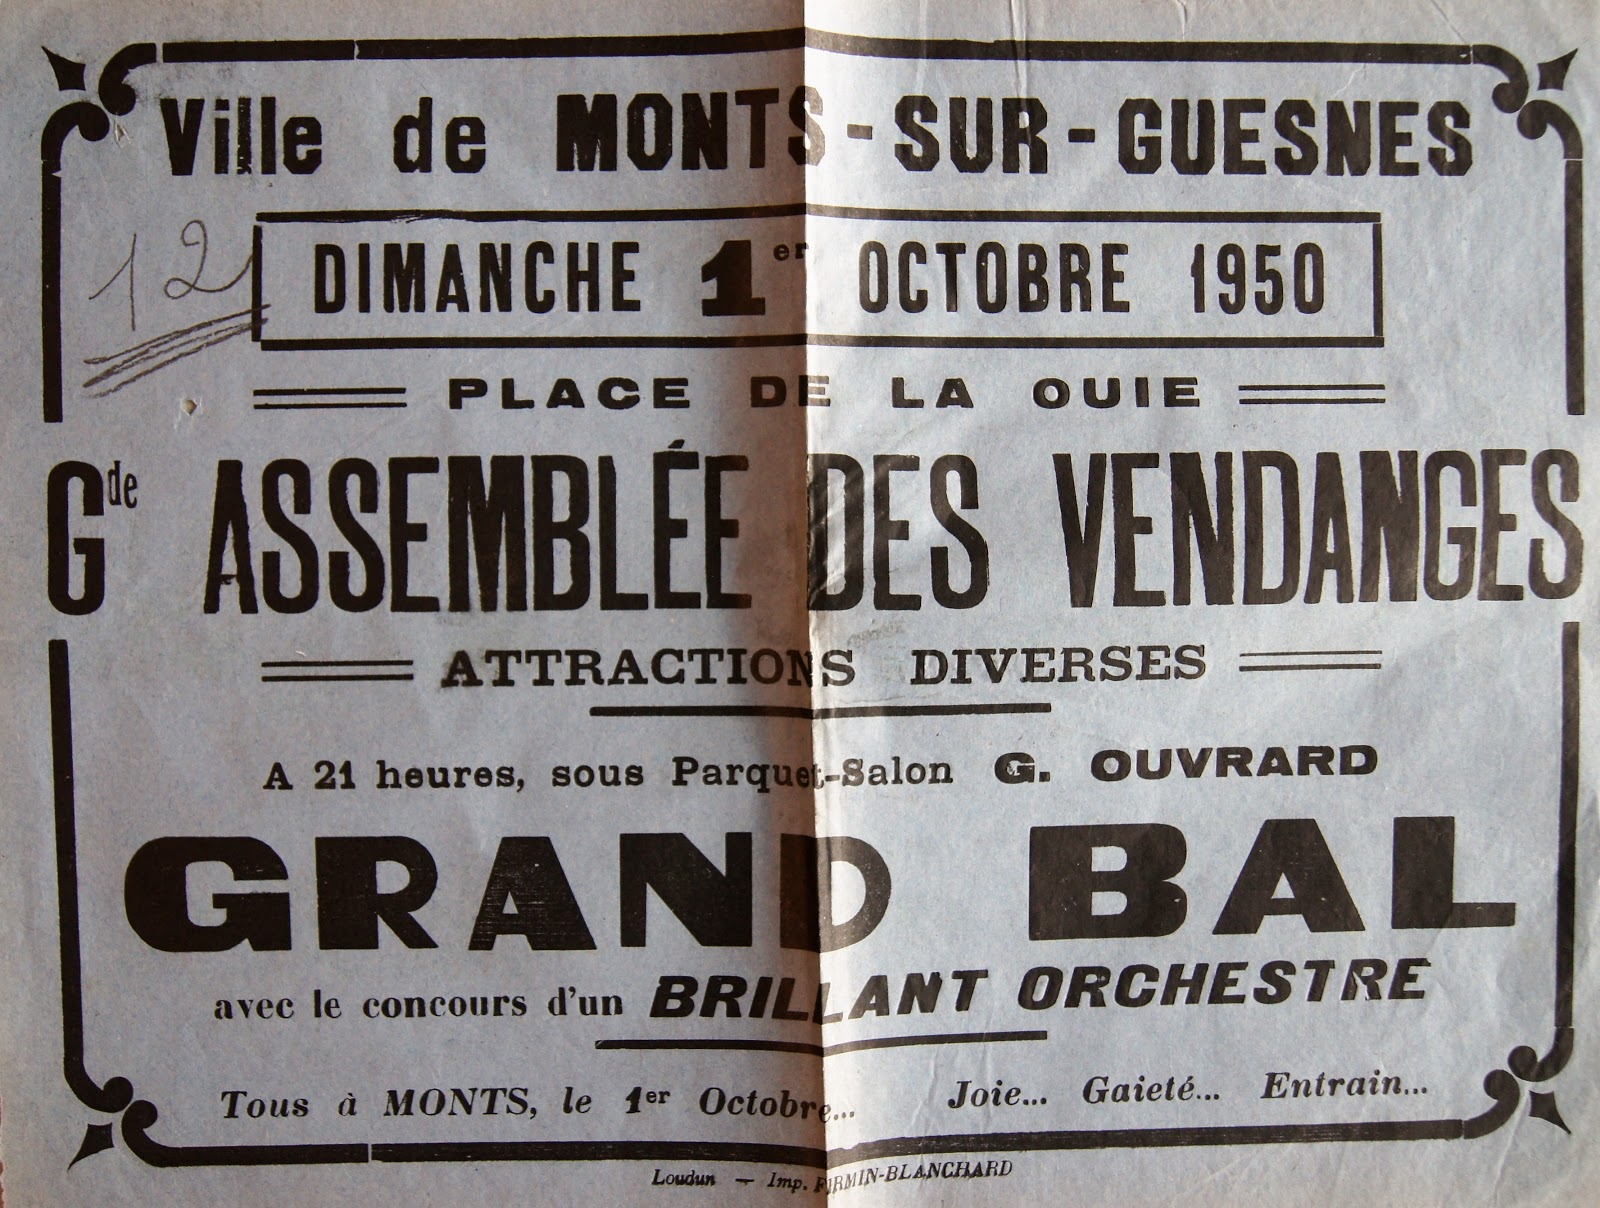 Ville de MONTS-SUR-GUESNES
12
DIMANCHE 1er OCTOBRE 1950
PLACE DE LA OUIE
Gde ASSEMBLÉE DES VENDANGES
ATTRACTIONS DIVERSES
A 21 heures, sous Parquet-Salon G. OUVRARD
GRAND BAL
avec le concours d'un BRILLANT ORCHESTRE
Tous à MONTS, le 1er Octobre... Joie... Gaieté... Entrain...
Loudun — Imp. FIRMIN-BLANCHARD